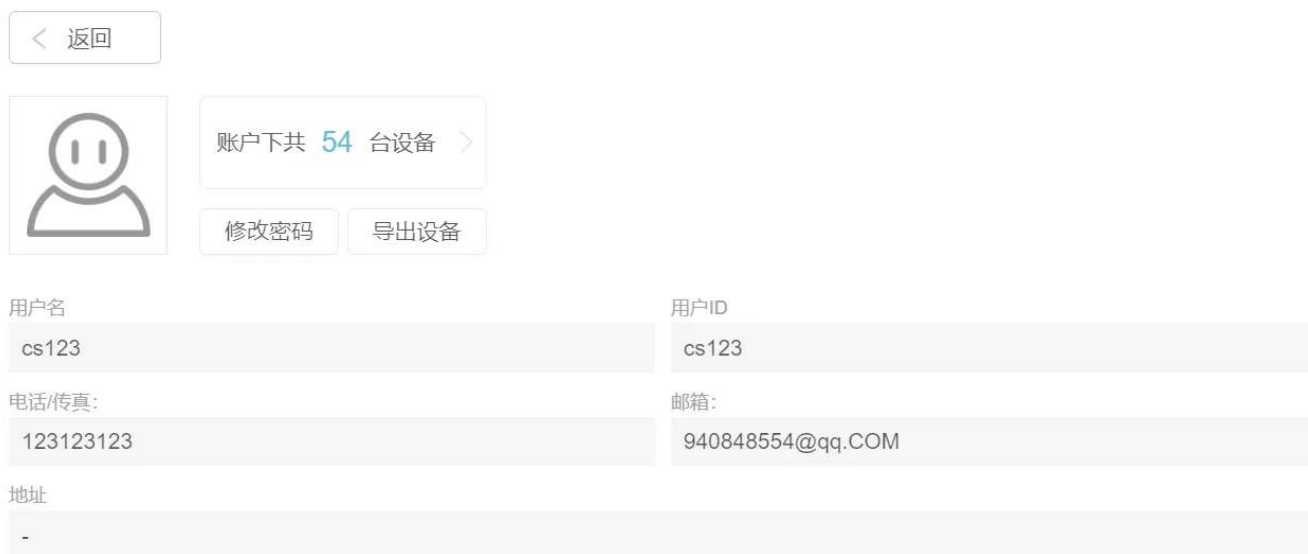 返回
账户下共 54 台设备
修改密码 导出设备
用户名 用户ID
cs123 cs123
电话/传真: 邮箱:
123123123 940848554@qq.COM
地址
-